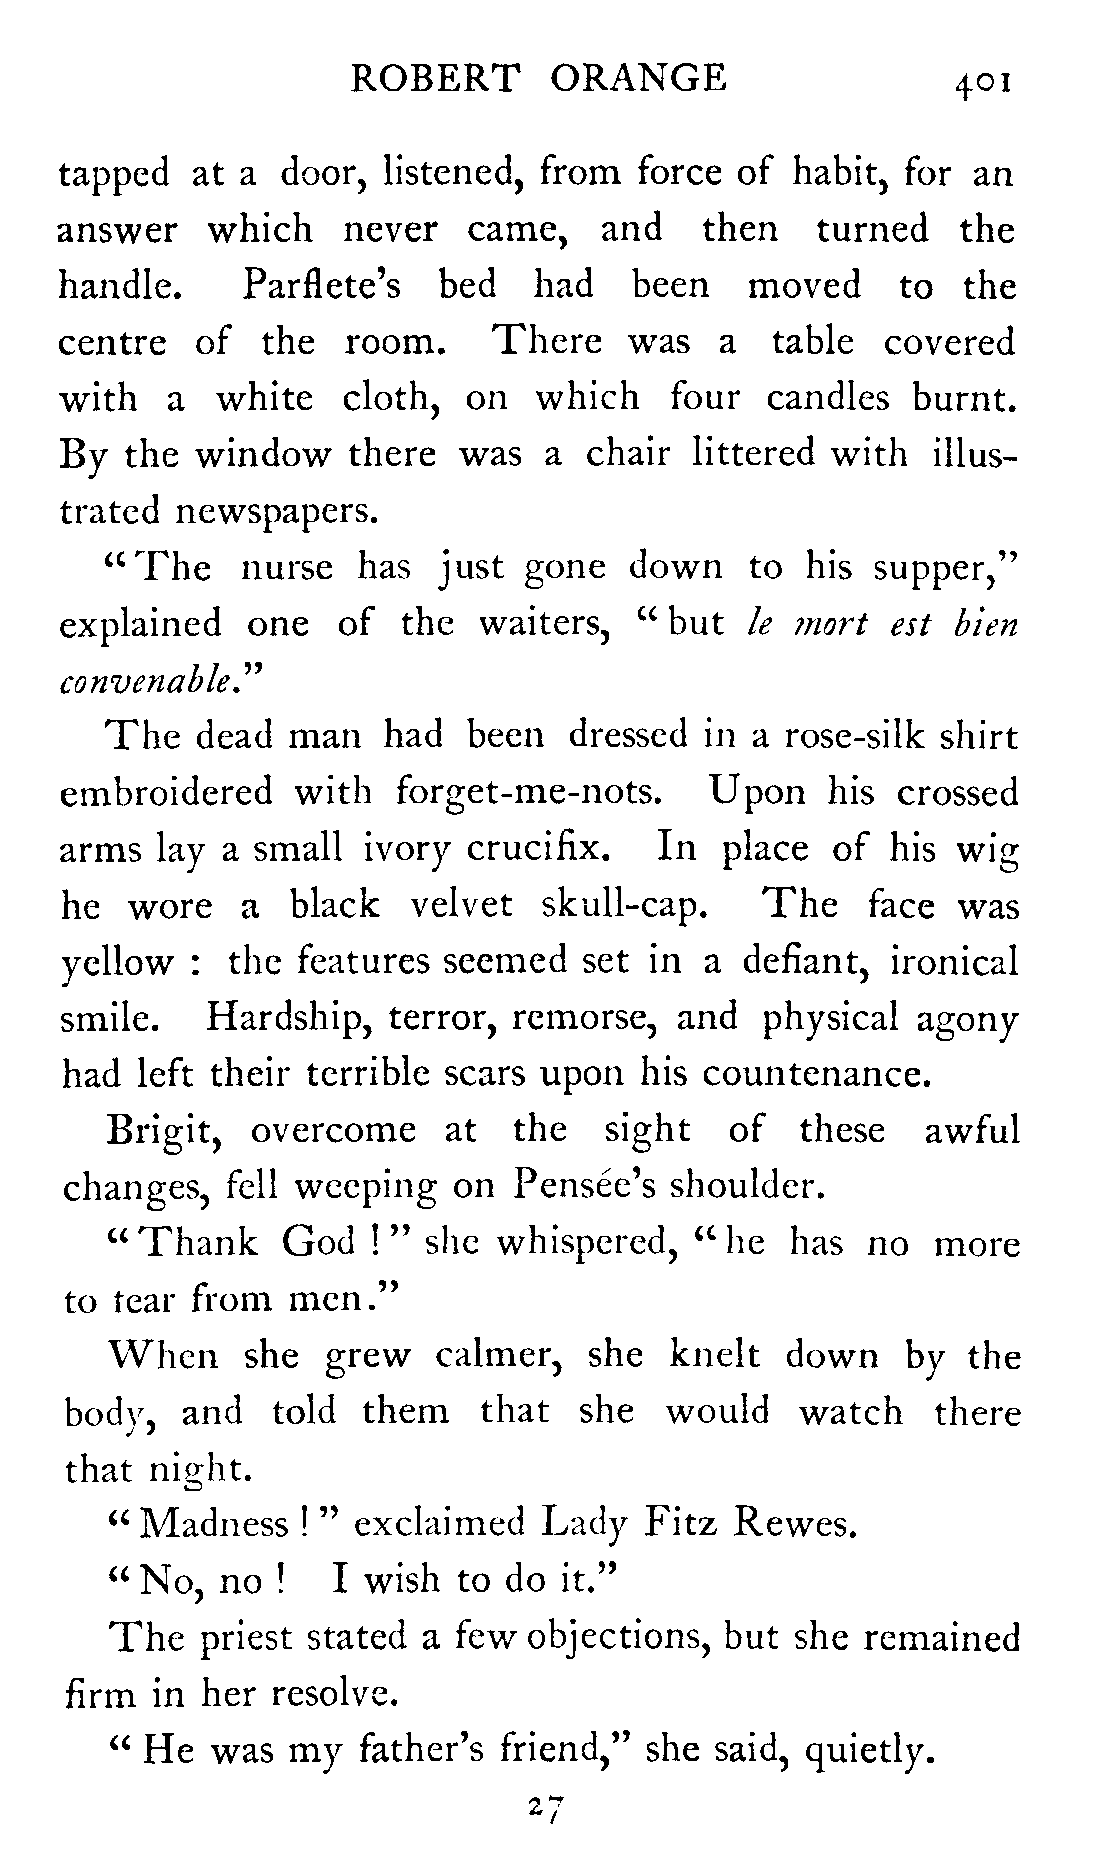 ROBERT ORANGE 401
tapped at a door, listened, from force of habit, for an
answer which never came, and then turned the
handle. Parflete's bed had been moved to the
centre of the room. There was a table covered
with a white cloth, on which four candles burnt.
By the window there was a chair littered with illus-
trated newspapers.
“The nurse has just gone down to his supper,”
explained one of the waiters, “but le mort est bien
convenable.”
The dead man had been dressed in a rose-silk shirt
embroidered with forget-me-nots. Upon his crossed
arms lay a small ivory crucifix. In place of his wig
he wore a black velvet skull-cap. The face was
yellow : the features seemed set in a defiant, ironical
smile. Hardship, terror, remorse, and physical agony
had left their terrible scars upon his countenance.
Brigit, overcome at the sight of these awful
changes, fell weeping on Pensée's shoulder.
“Thank God !” she whispered, “he has no more
to fear from men.”
When she grew calmer, she knelt down by the
body, and told them that she would watch there
that night.
“Madness !” exclaimed Lady Fitz Rewes.
“No, no ! I wish to do it.”
The priest stated a few objections, but she remained
firm in her resolve.
“He was my father's friend,” she said, quietly.
27